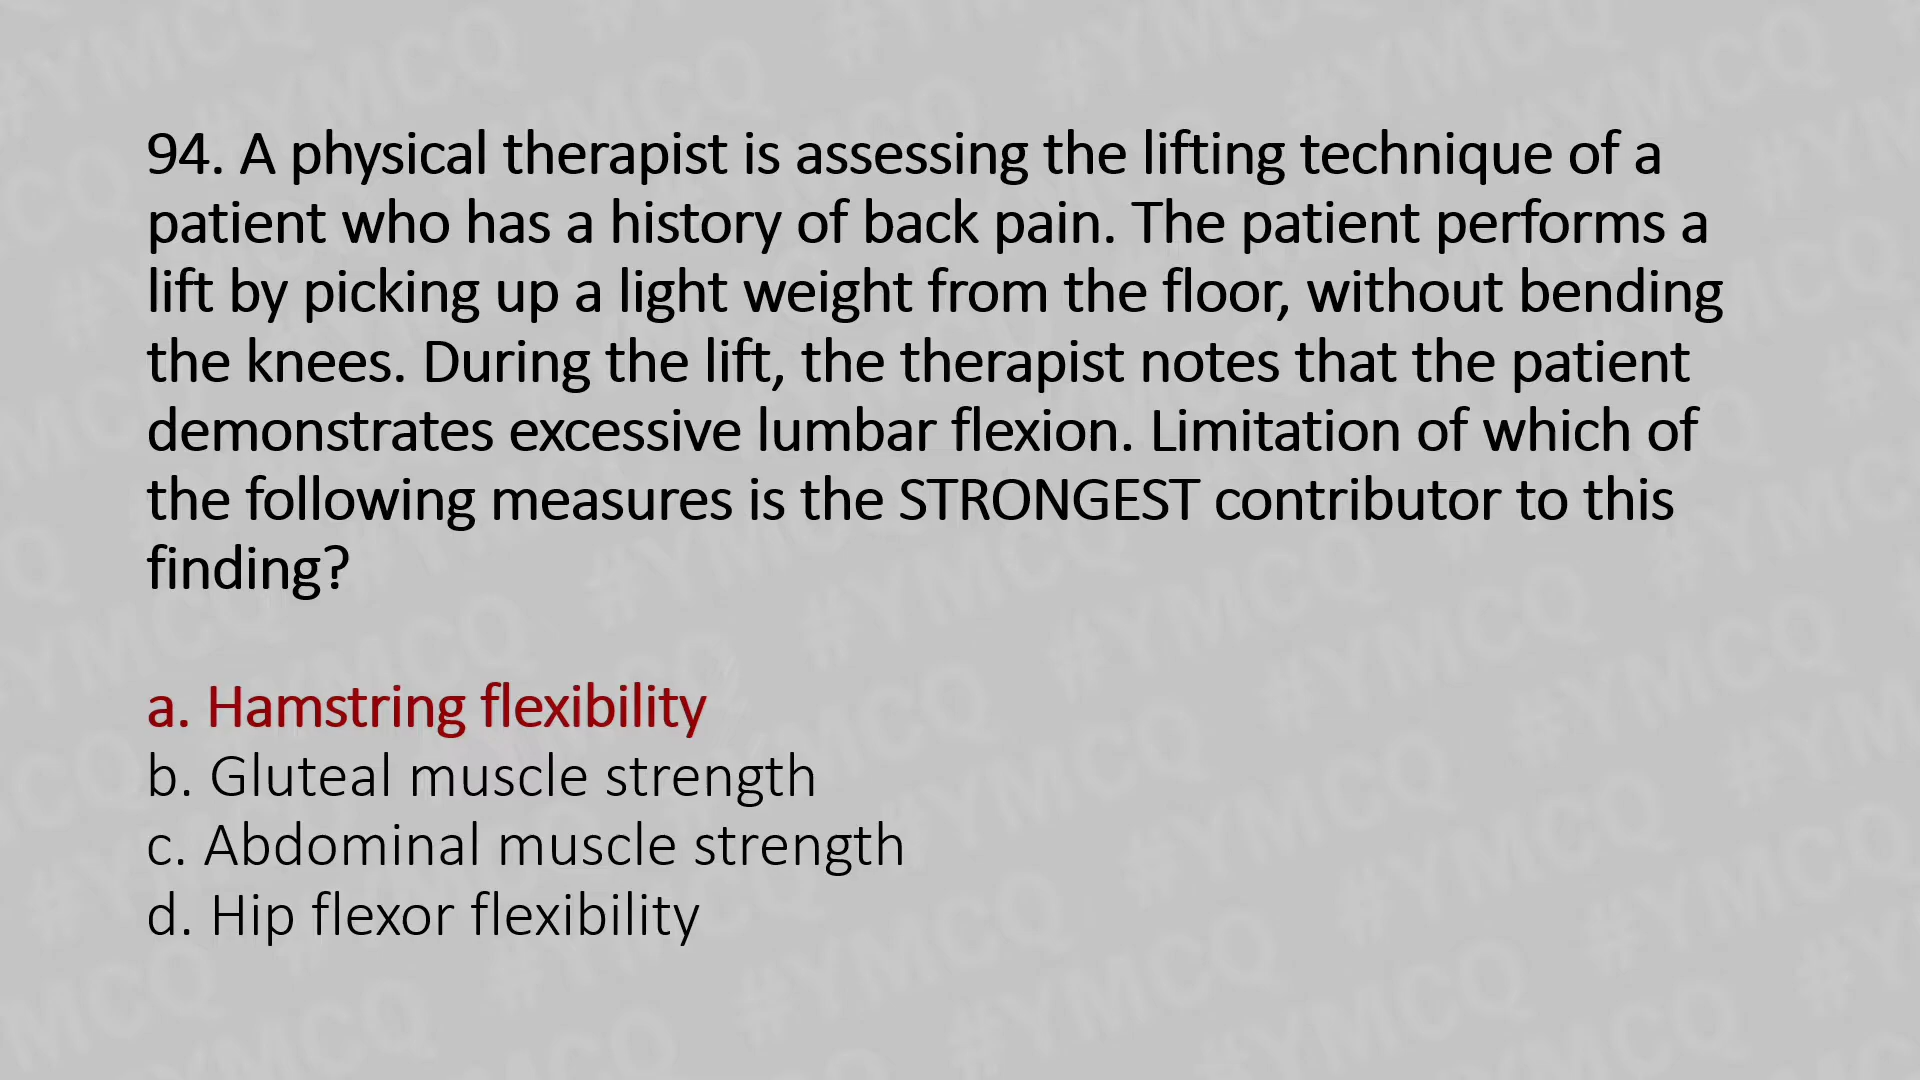 94. A physical therapist is assessing the lifting technique of a
patient who has a history of back pain. The patient performs a
lift by picking up a light weight from the floor, without bending
the knees. During the lift, the therapist notes that the patient
demonstrates excessive lumbar flexion. Limitation of which of
the following measures is the STRONGEST contributor to this
finding?
a. Hamstring flexibility
b. Gluteal muscle strength
c. Abdominal muscle strength
d. Hip flexor flexibility
#YMCQ